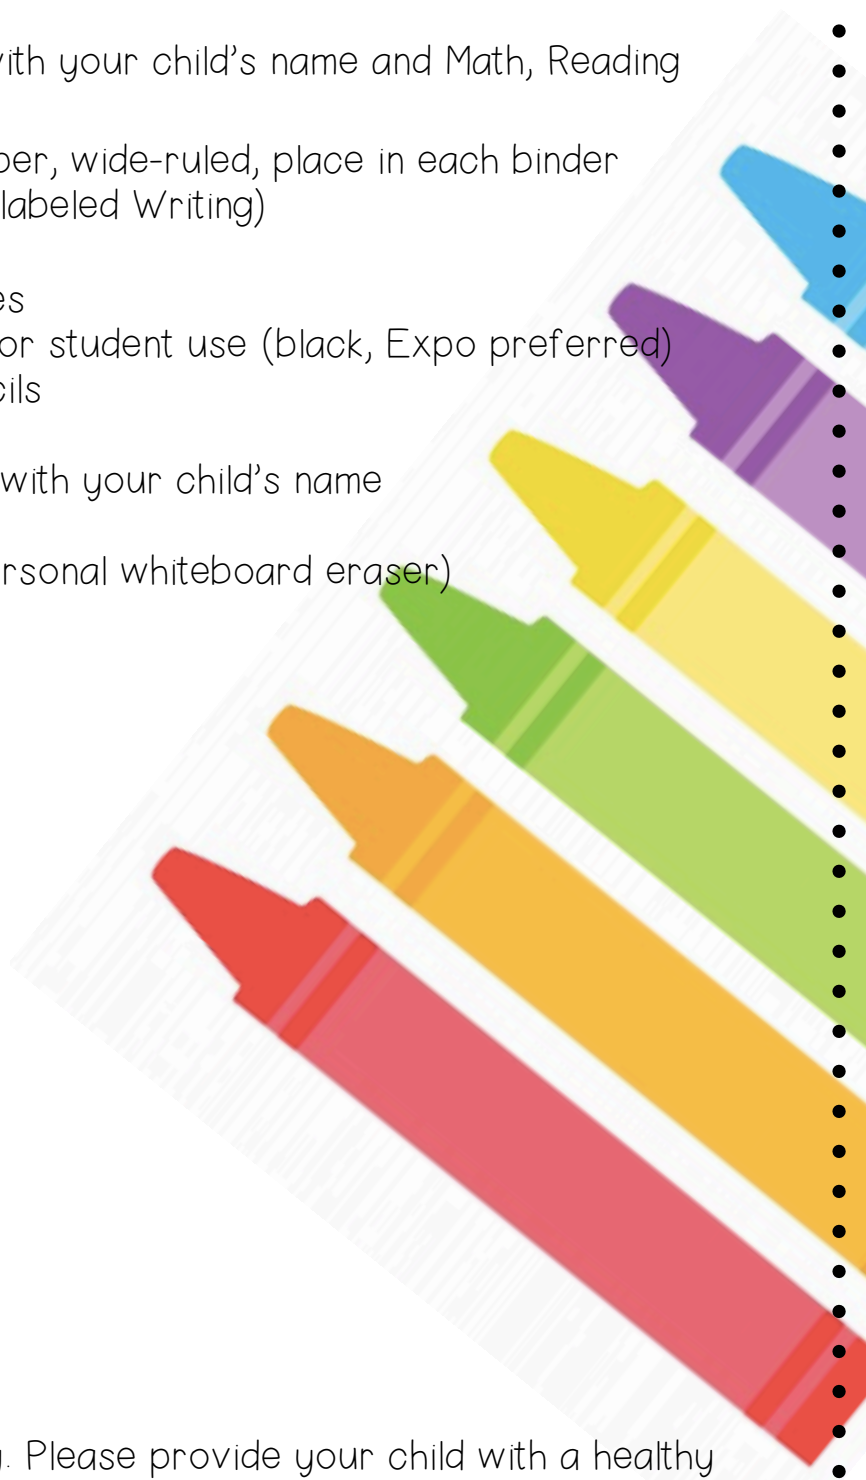 with your child's name and Math, Reading
per, wide-ruled, place in each binder
labeled Writing)
es
or student use (black, Expo preferred)
cils
with your child's name
rsonal whiteboard eraser)
. Please provide your child with a healthy